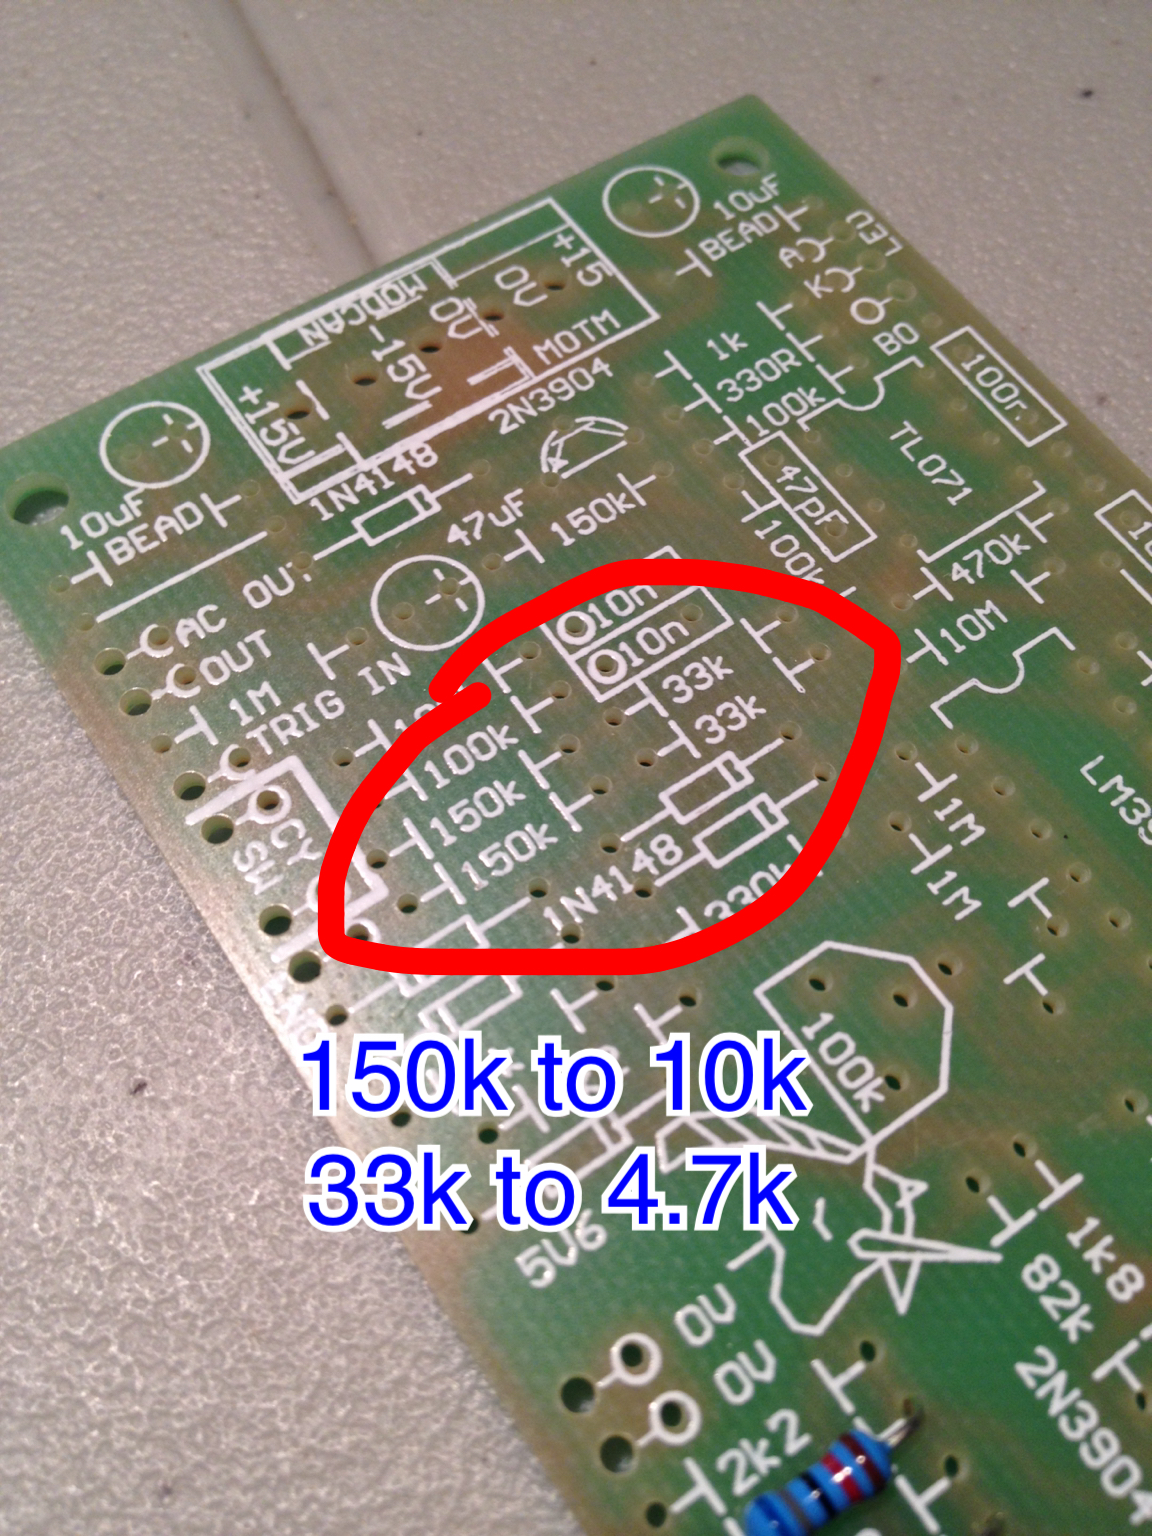 10uF
BEAD
LED
A
K
+15
0V
MODCAN
0V
-15V
MOTM
+15V
1k
330R
100k
BO
100r
2N3904
TL071
1N4148
10uF
BEAD
47uF
150k
47pF
100k
470k
AC OUT
10n
10M
COUT
10n
1M
TRIG IN
33k
33k
100k
150k
150k
1M
1M
CY SW
1N4148
330k
100k
150k to 10k
33k to 4.7k
5V6
1k8
82k
0V
0V
2N3904
2k2